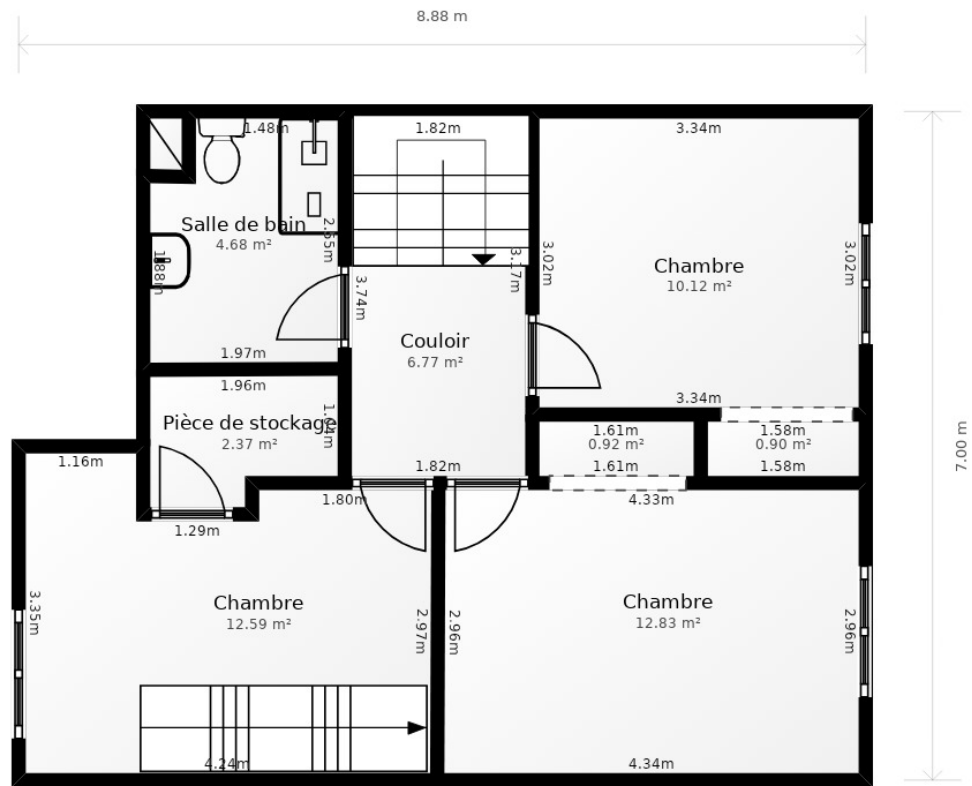 8.88 m
1.48m
1.82m
3.34m
Salle de bain
4.68 m²
2.55m
1.88m
3.74m
3.17m
3.02m
3.02m
Chambre
10.12 m²
Couloir
6.77 m²
1.97m
1.96m
Pièce de stockage
2.37 m²
3.34m
1.61m
0.92 m²
1.61m
1.58m
0.90 m²
1.58m
7.00 m
1.16m
1.82m
1.80m
4.33m
1.29m
3.35m
Chambre
12.59 m²
2.97m
2.96m
Chambre
12.83 m²
2.96m
4.24m
4.34m